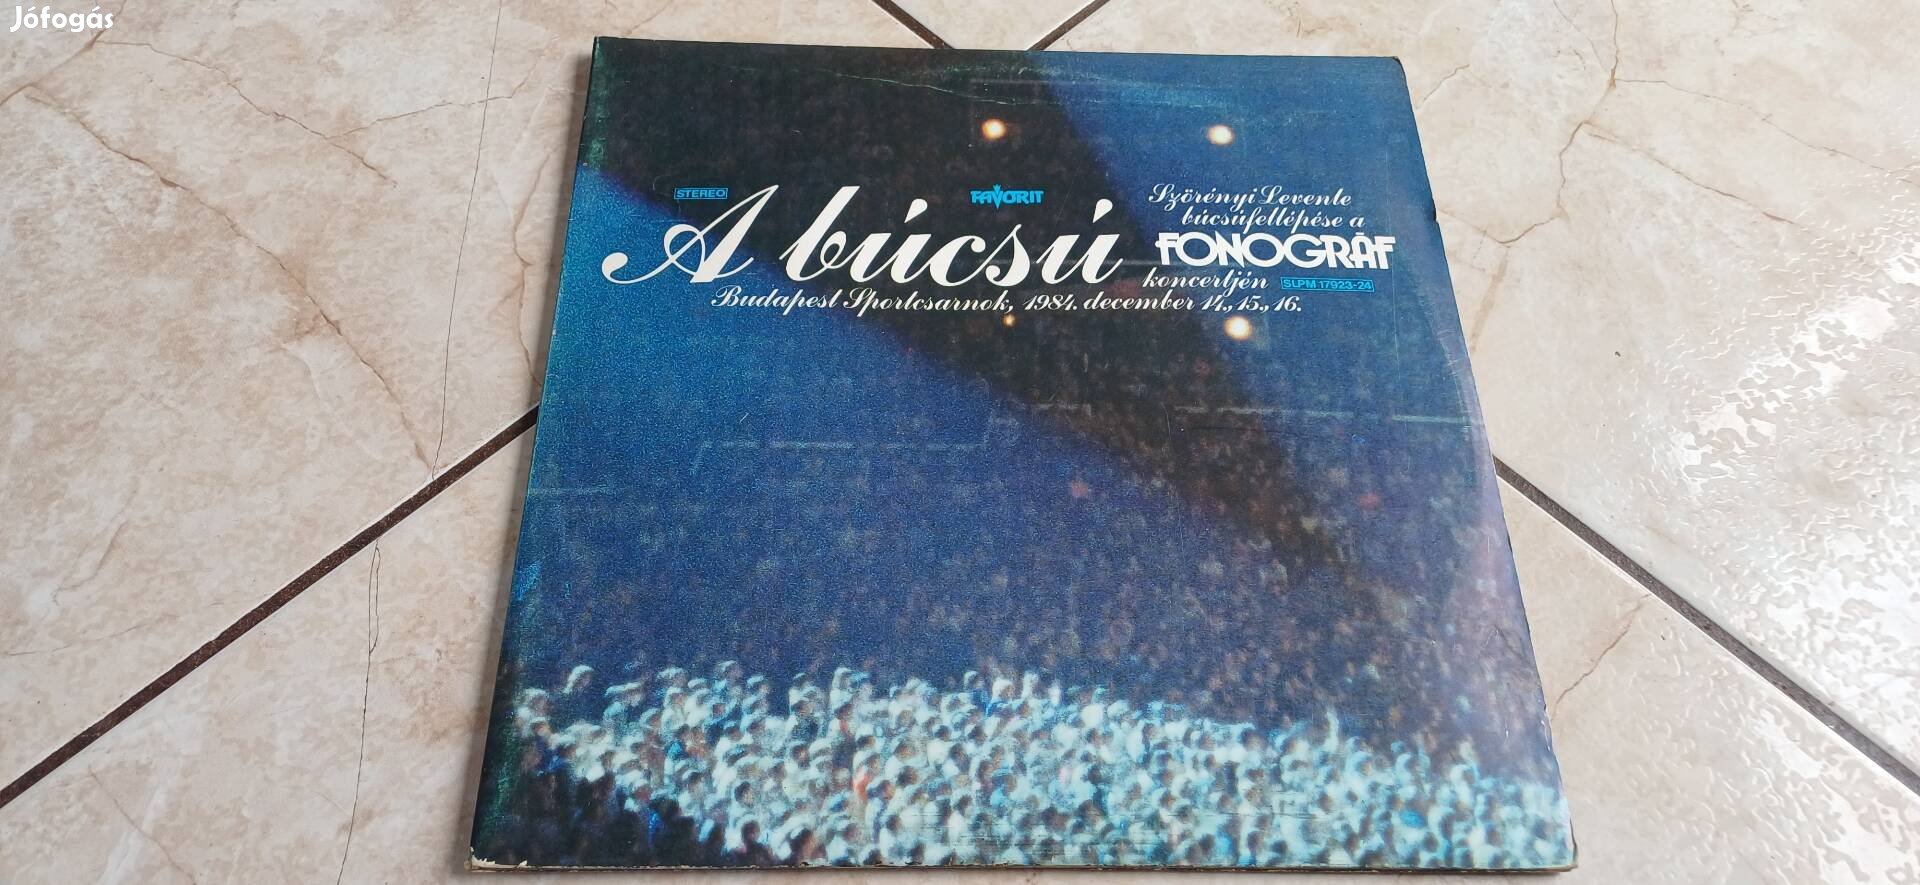 Jófogás
STEREO
FAVORIT
A búcsú
Szörényi Levente
búcsúfellépése a
FONOGRÁF
koncertjén
SLPM 17923-24
Budapest Sportcsarnok, 1984. december 14., 15., 16.